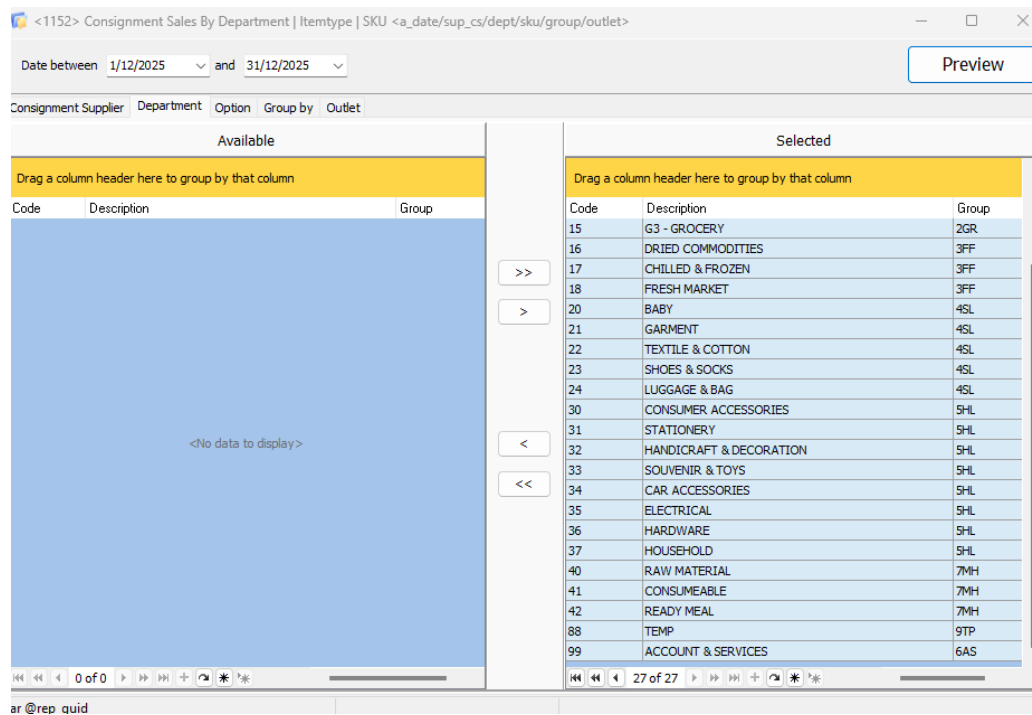 <1152> Consignment Sales By Department | Itemtype | SKU <a_date/sup_cs/dept/sku/group/outlet>
Date between 1/12/2025 and 31/12/2025
Preview
Consignment Supplier Department Option Group by Outlet
Available
Drag a column header here to group by that column
Code Description Group
<No data to display>
0 of 0
>>
>
<
<<
Selected
Drag a column header here to group by that column
Code Description Group
15 G3 - GROCERY 2GR
16 DRIED COMMODITIES 3FF
17 CHILLED & FROZEN 3FF
18 FRESH MARKET 3FF
20 BABY 4SL
21 GARMENT 4SL
22 TEXTILE & COTTON 4SL
23 SHOES & SOCKS 4SL
24 LUGGAGE & BAG 4SL
30 CONSUMER ACCESSORIES 5HL
31 STATIONERY 5HL
32 HANDICRAFT & DECORATION 5HL
33 SOUVENIR & TOYS 5HL
34 CAR ACCESSORIES 5HL
35 ELECTRICAL 5HL
36 HARDWARE 5HL
37 HOUSEHOLD 5HL
40 RAW MATERIAL 7MH
41 CONSUMEABLE 7MH
42 READY MEAL 7MH
88 TEMP 9TP
99 ACCOUNT & SERVICES 6AS
27 of 27
ar @rep_guid